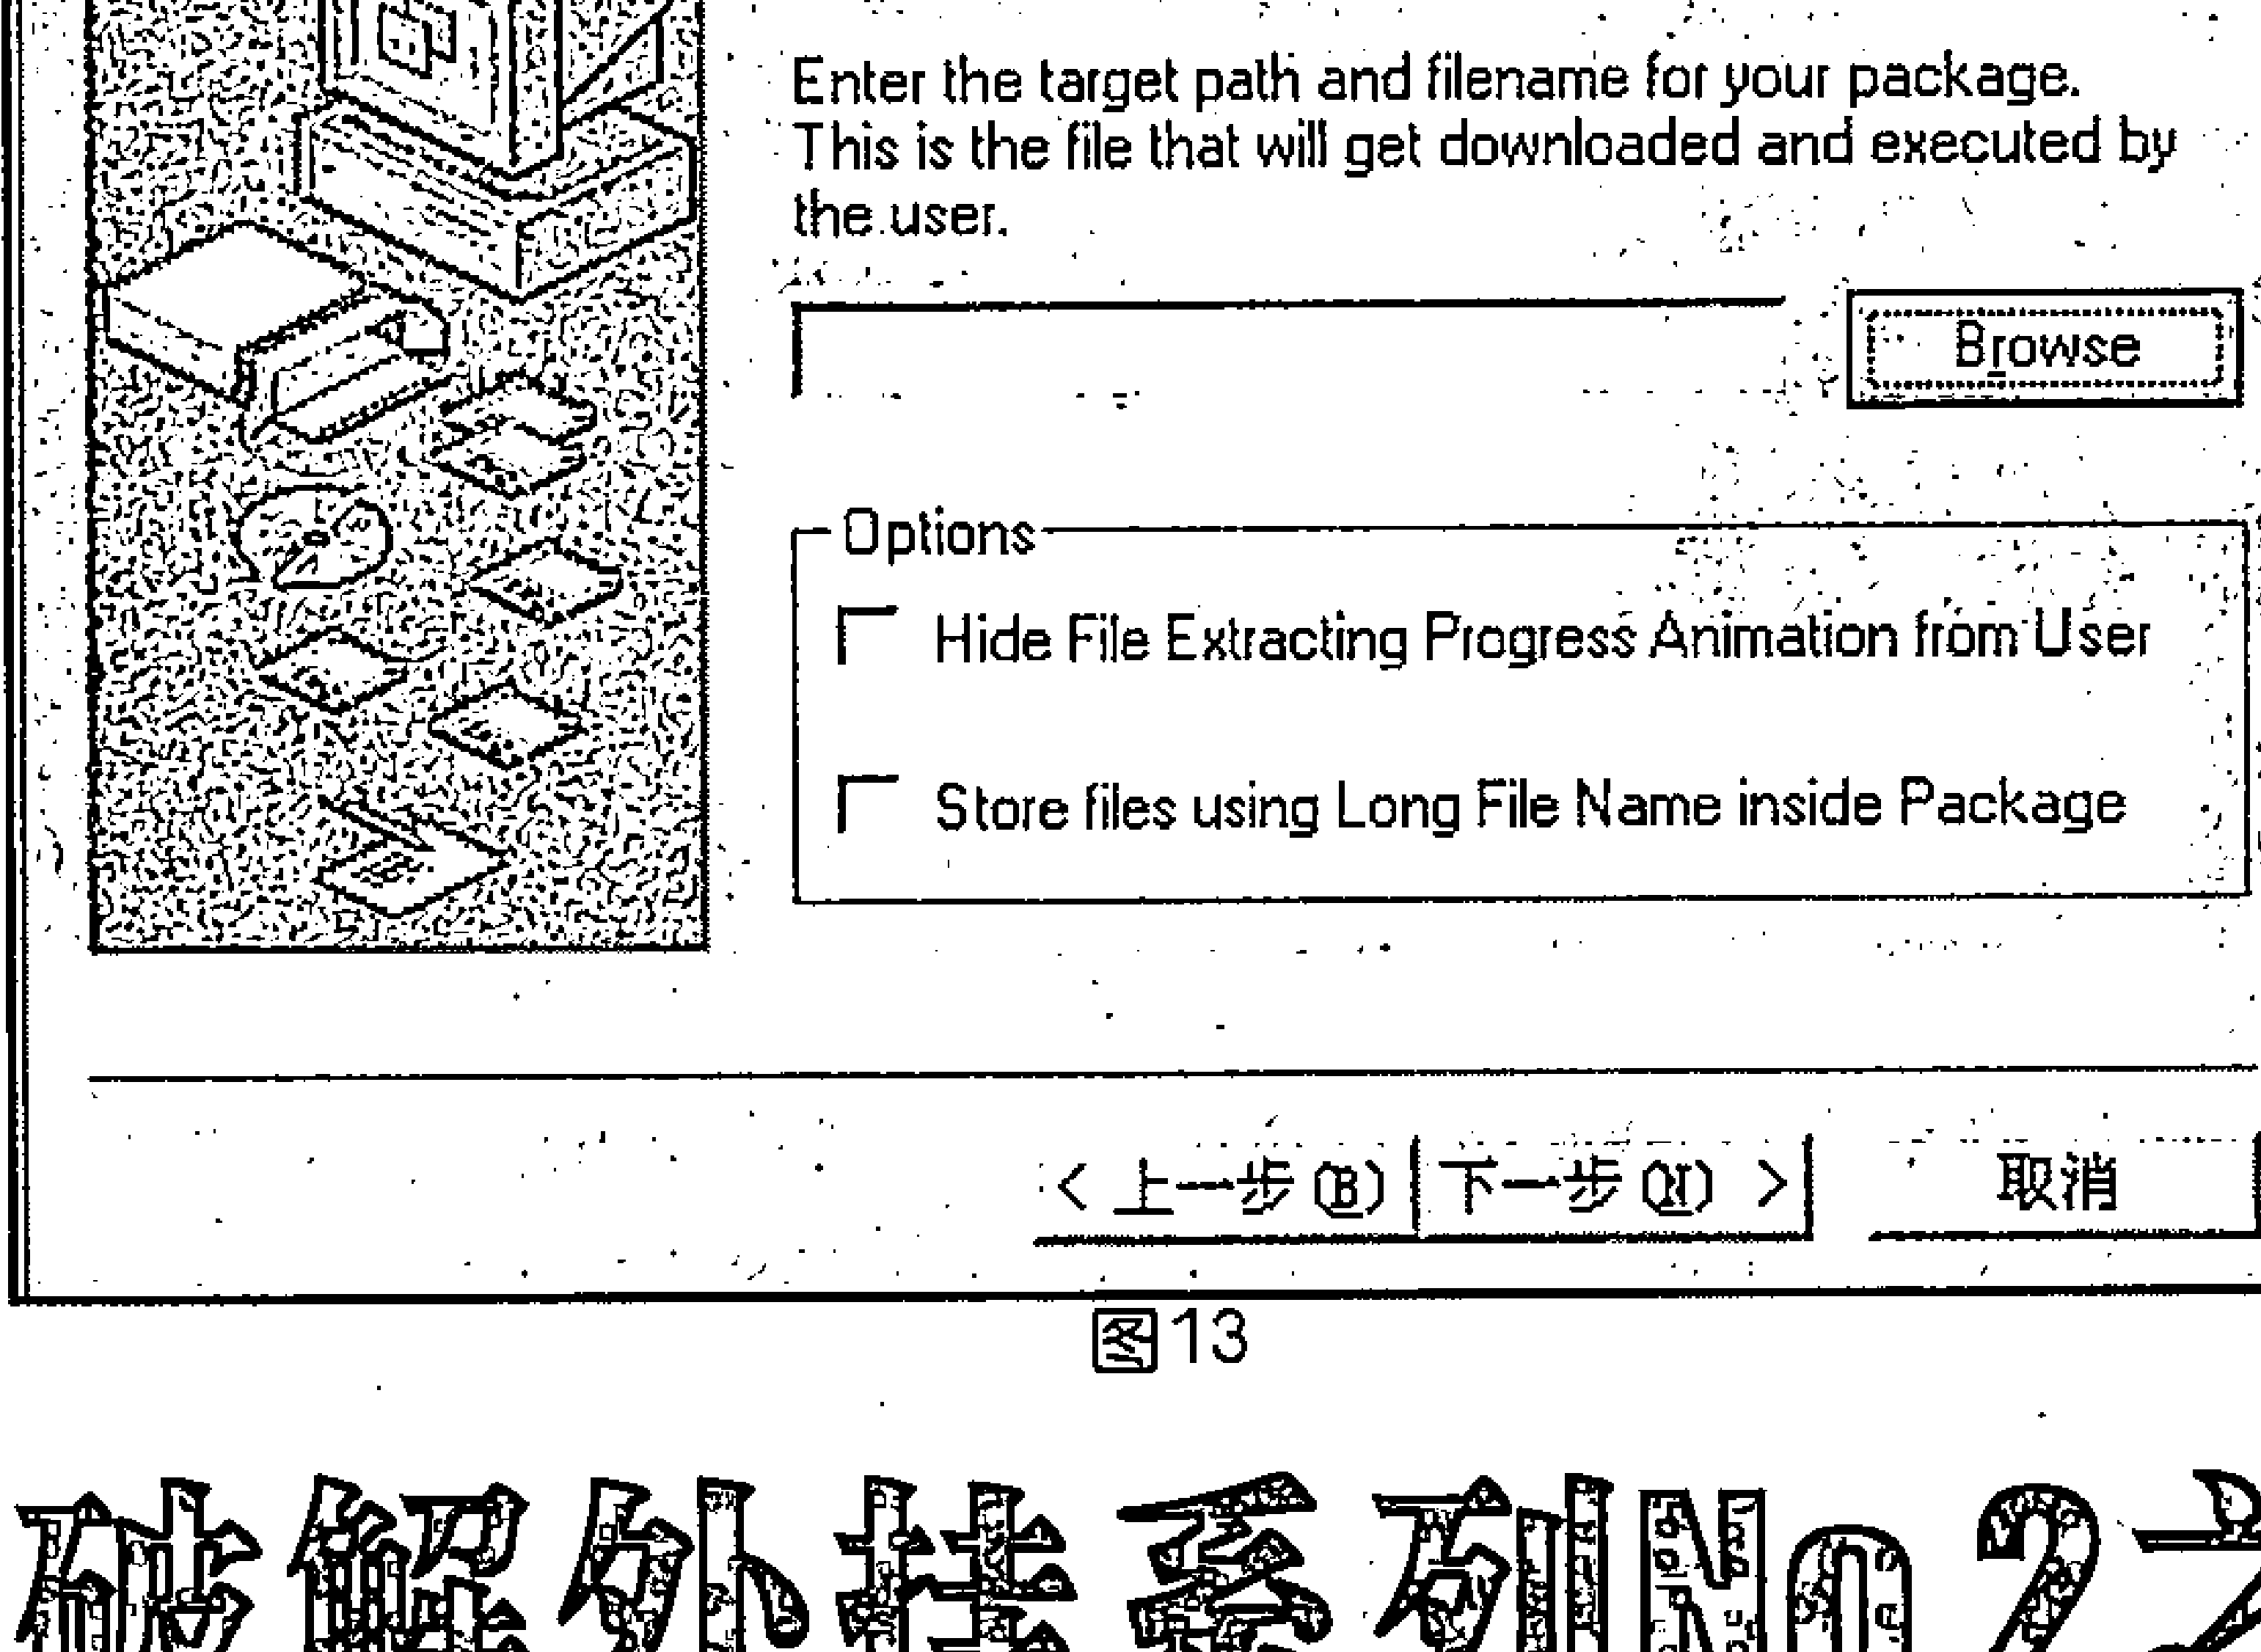 Enter the target path and filename for your package.
This is the file that will get downloaded and executed by
the user.
Browse
Options
Hide File Extracting Progress Animation from User
Store files using Long File Name inside Package
< 上一步(B) 下一步(N) > 取消
图13
破解外挂系列No 2之